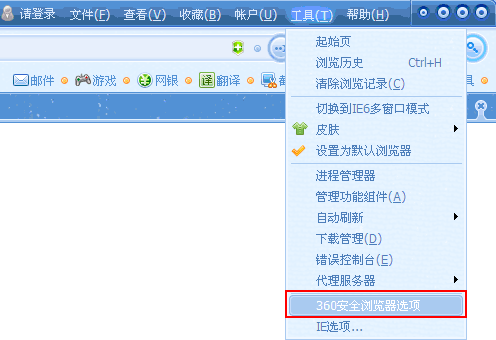 请登录 文件(F) 查看(V) 收藏(B) 帐户(U) 工具(T) 帮助(H)
起始页
浏览历史 Ctrl+H
清除浏览记录(C)
邮件 游戏 网银 翻译 具
切换到IE6多窗口模式
皮肤
设置为默认浏览器
进程管理器
管理功能组件(A)
自动刷新
下载管理(D)
错误控制台(E)
代理服务器
360安全浏览器选项
IE选项...